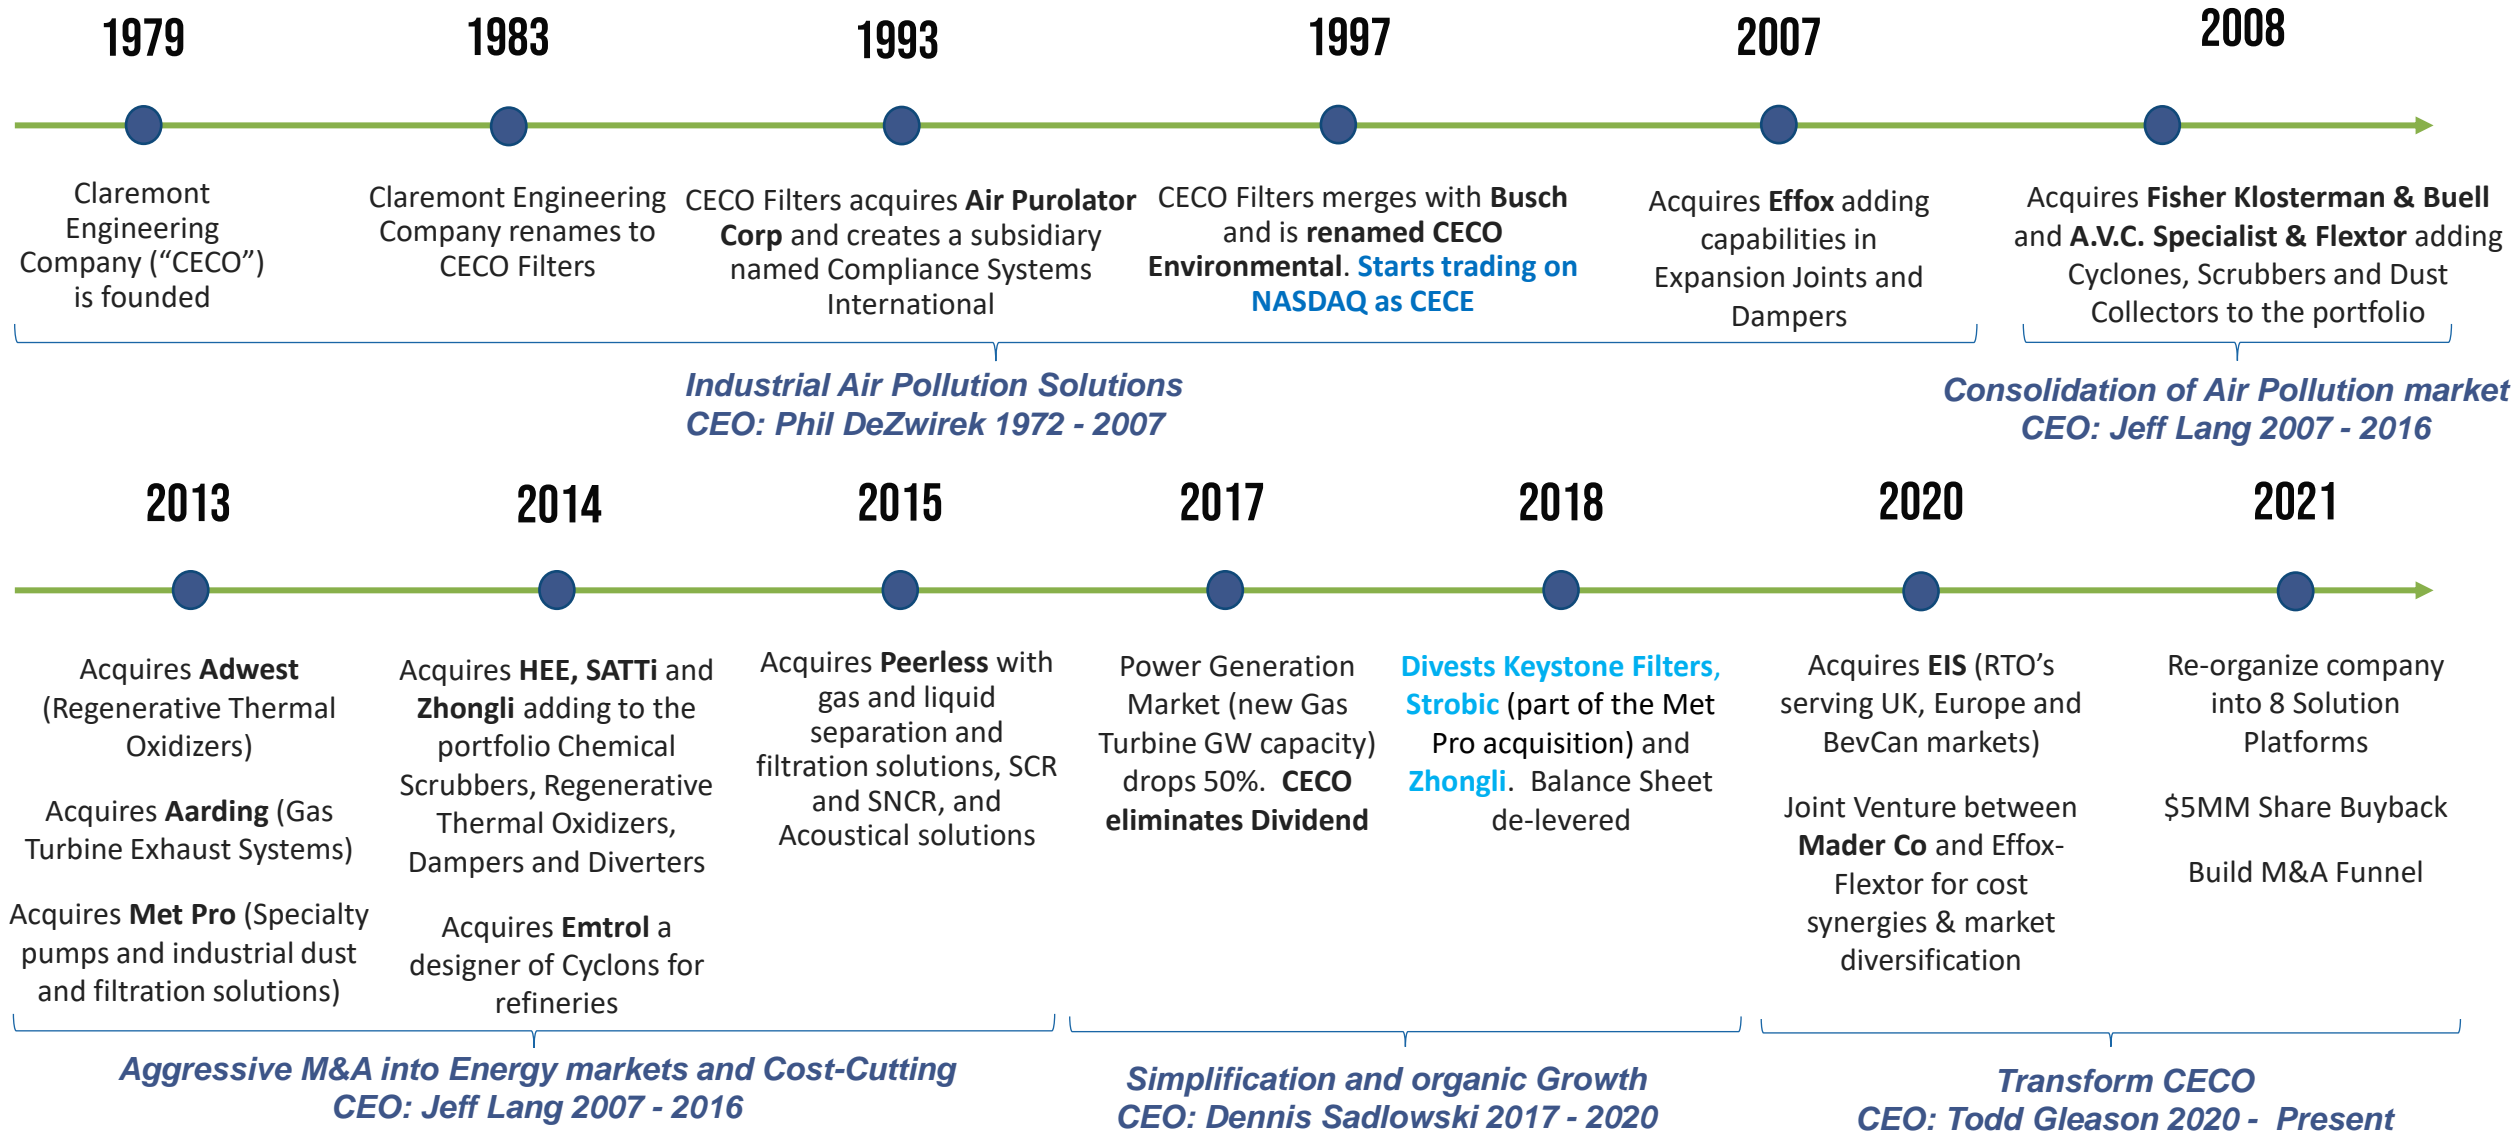 1979
Claremont
Engineering
Company (“CECO”)
is founded
1983
Claremont Engineering
Company renames to
CECO Filters
1993
CECO Filters acquires Air Purolator
Corp and creates a subsidiary
named Compliance Systems
International
1997
CECO Filters merges with Busch
and is renamed CECO
Environmental. Starts trading on
NASDAQ as CECE
2007
Acquires Effox adding
capabilities in
Expansion Joints and
Dampers
2008
Acquires Fisher Klosterman & Buell
and A.V.C. Specialist & Flextor adding
Cyclones, Scrubbers and Dust
Collectors to the portfolio
Industrial Air Pollution Solutions
CEO: Phil DeZwirek 1972 - 2007
Consolidation of Air Pollution market
CEO: Jeff Lang 2007 - 2016
2013
Acquires Adwest
(Regenerative Thermal
Oxidizers)
Acquires Aarding (Gas
Turbine Exhaust Systems)
Acquires Met Pro (Specialty
pumps and industrial dust
and filtration solutions)
2014
Acquires HEE, SATTi and
Zhongli adding to the
portfolio Chemical
Scrubbers, Regenerative
Thermal Oxidizers,
Dampers and Diverters
Acquires Emtrol a
designer of Cyclons for
refineries
2015
Acquires Peerless with
gas and liquid
separation and
filtration solutions, SCR
and SNCR, and
Acoustical solutions
2017
Power Generation
Market (new Gas
Turbine GW capacity)
drops 50%. CECO
eliminates Dividend
2018
Divests Keystone Filters,
Strobic (part of the Met
Pro acquisition) and
Zhongli. Balance Sheet
de-levered
2020
Acquires EIS (RTO’s
serving UK, Europe and
BevCan markets)
Joint Venture between
Mader Co and Effox-
Flextor for cost
synergies & market
diversification
2021
Re-organize company
into 8 Solution
Platforms
$5MM Share Buyback
Build M&A Funnel
Aggressive M&A into Energy markets and Cost-Cutting
CEO: Jeff Lang 2007 - 2016
Simplification and organic Growth
CEO: Dennis Sadlowski 2017 - 2020
Transform CECO
CEO: Todd Gleason 2020 - Present